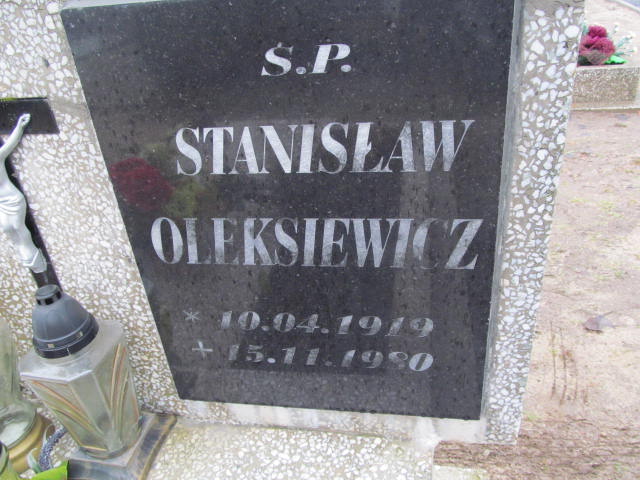 Ś.P.
STANISŁAW
OLEKSIEWICZ
* 10.04.1919
+ 15.11.1980